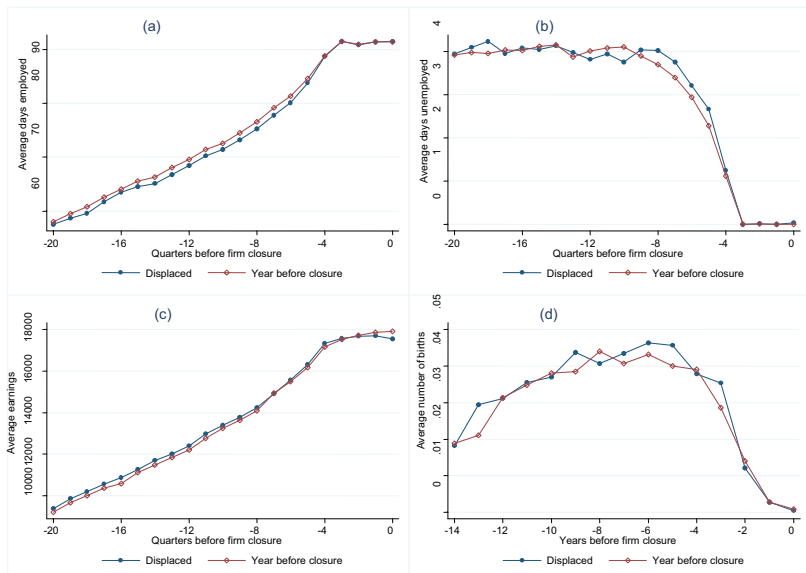 (a)
Average days employed
90
80
70
60
-20 -16 -12 -8 -4 0
Quarters before firm closure
Displaced Year before closure
(b)
Average days unemployed
4
3
2
1
0
-20 -16 -12 -8 -4 0
Quarters before firm closure
Displaced Year before closure
(c)
Average earnings
18000
16000
14000
12000
10000
-20 -16 -12 -8 -4 0
Quarters before firm closure
Displaced Year before closure
(d)
Average number of births
.05
.04
.03
.02
.01
0
-14 -12 -10 -8 -6 -4 -2 0
Years before firm closure
Displaced Year before closure